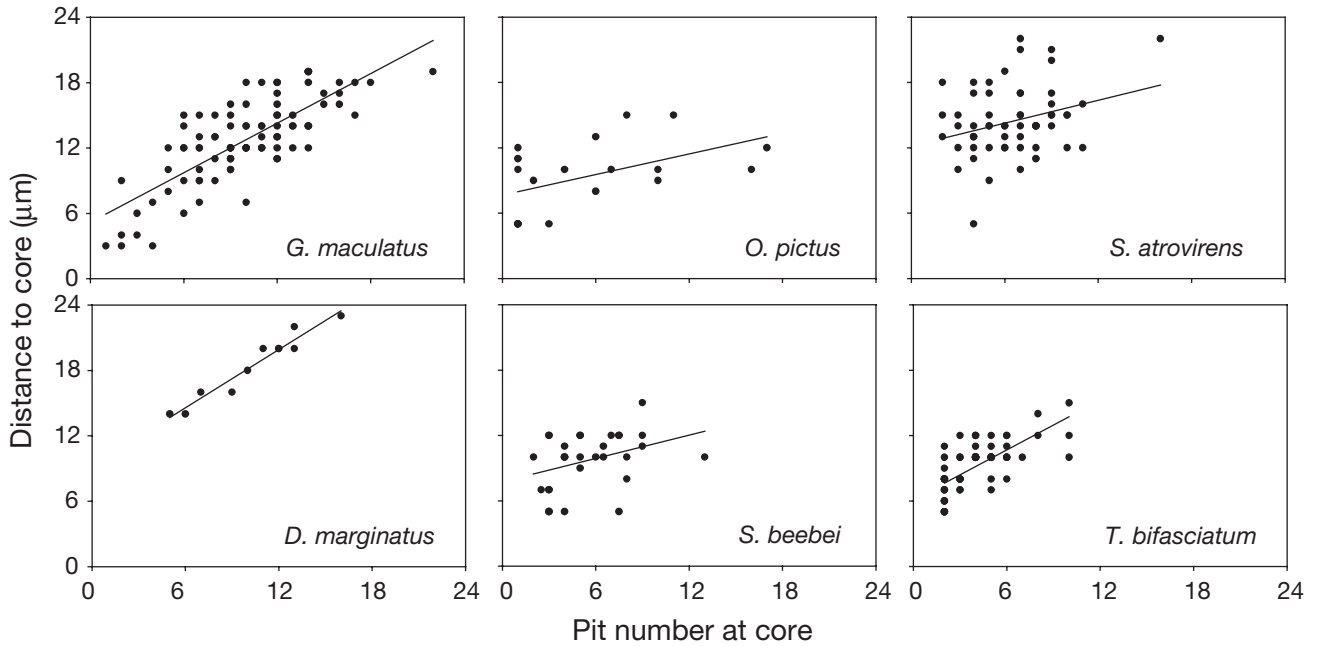 24
18
12
6
0
G. maculatus
O. pictus
S. atrovirens
Distance to core (μm)
24
18
12
6
0
D. marginatus
S. beebei
T. bifasciatum
0 6 12 18 24 0 6 12 18 24 0 6 12 18 24
Pit number at core